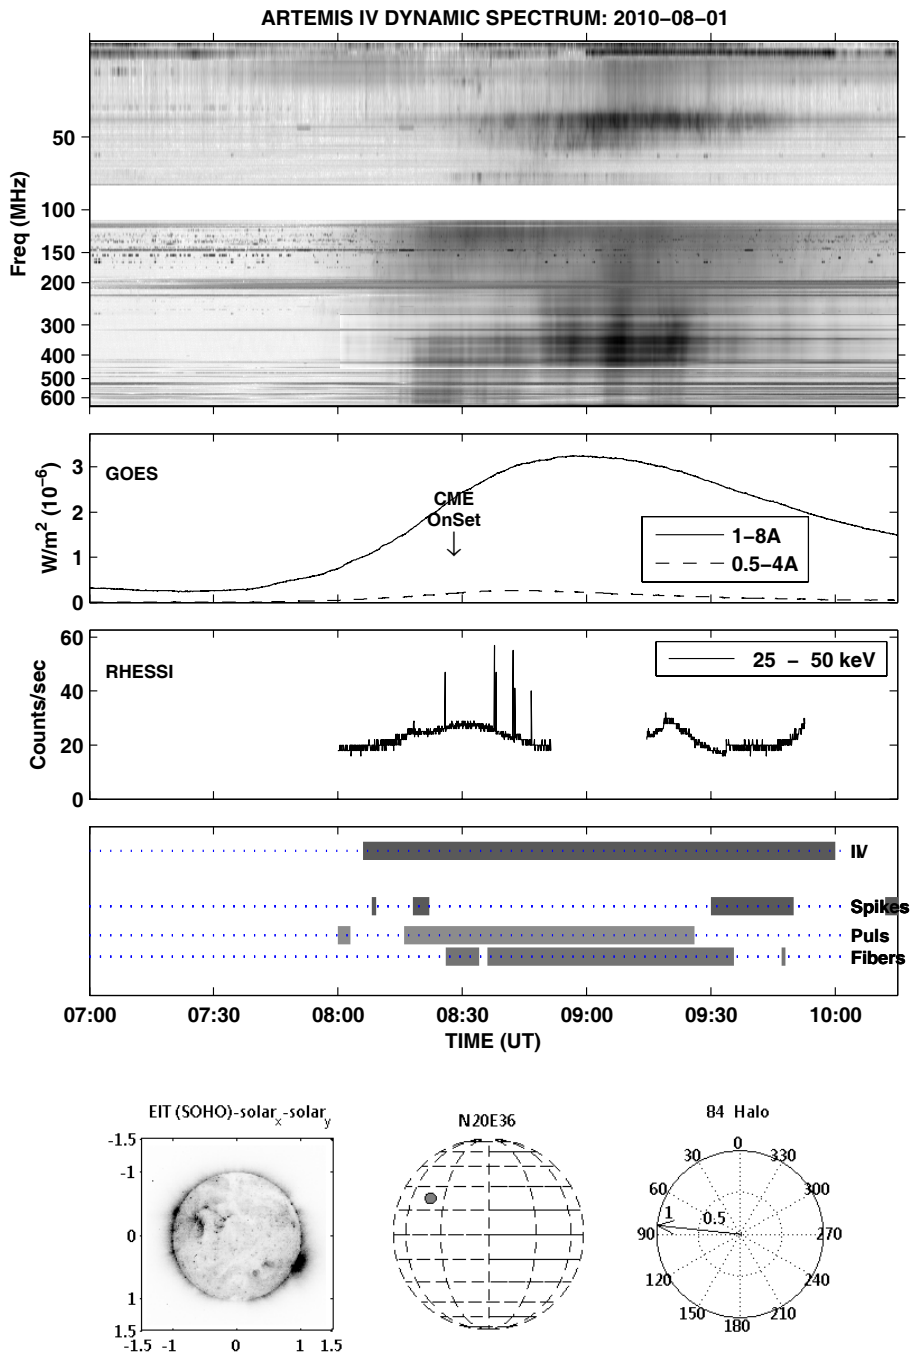 ARTEMIS IV DYNAMIC SPECTRUM: 2010−08−01
Freq (MHz)
50
100
150
200
300
400
500
600
GOES
W/m² (10⁻⁶)
3
2
1
0
CME
OnSet
1−8A
0.5−4A
RHESSI
Counts/sec
60
40
20
0
25 − 50 keV
IV
Spikes
Puls
Fibers
07:00 07:30 08:00 08:30 09:00 09:30 10:00
TIME (UT)
EIT (SOHO)-solar_x-solar_y
-1.5
-1
0
1
1.5
-1.5 -1 0 1 1.5
N20E36
84 Halo
0
30 330
60 300
1
0.5
90 270
120 240
150 210
180